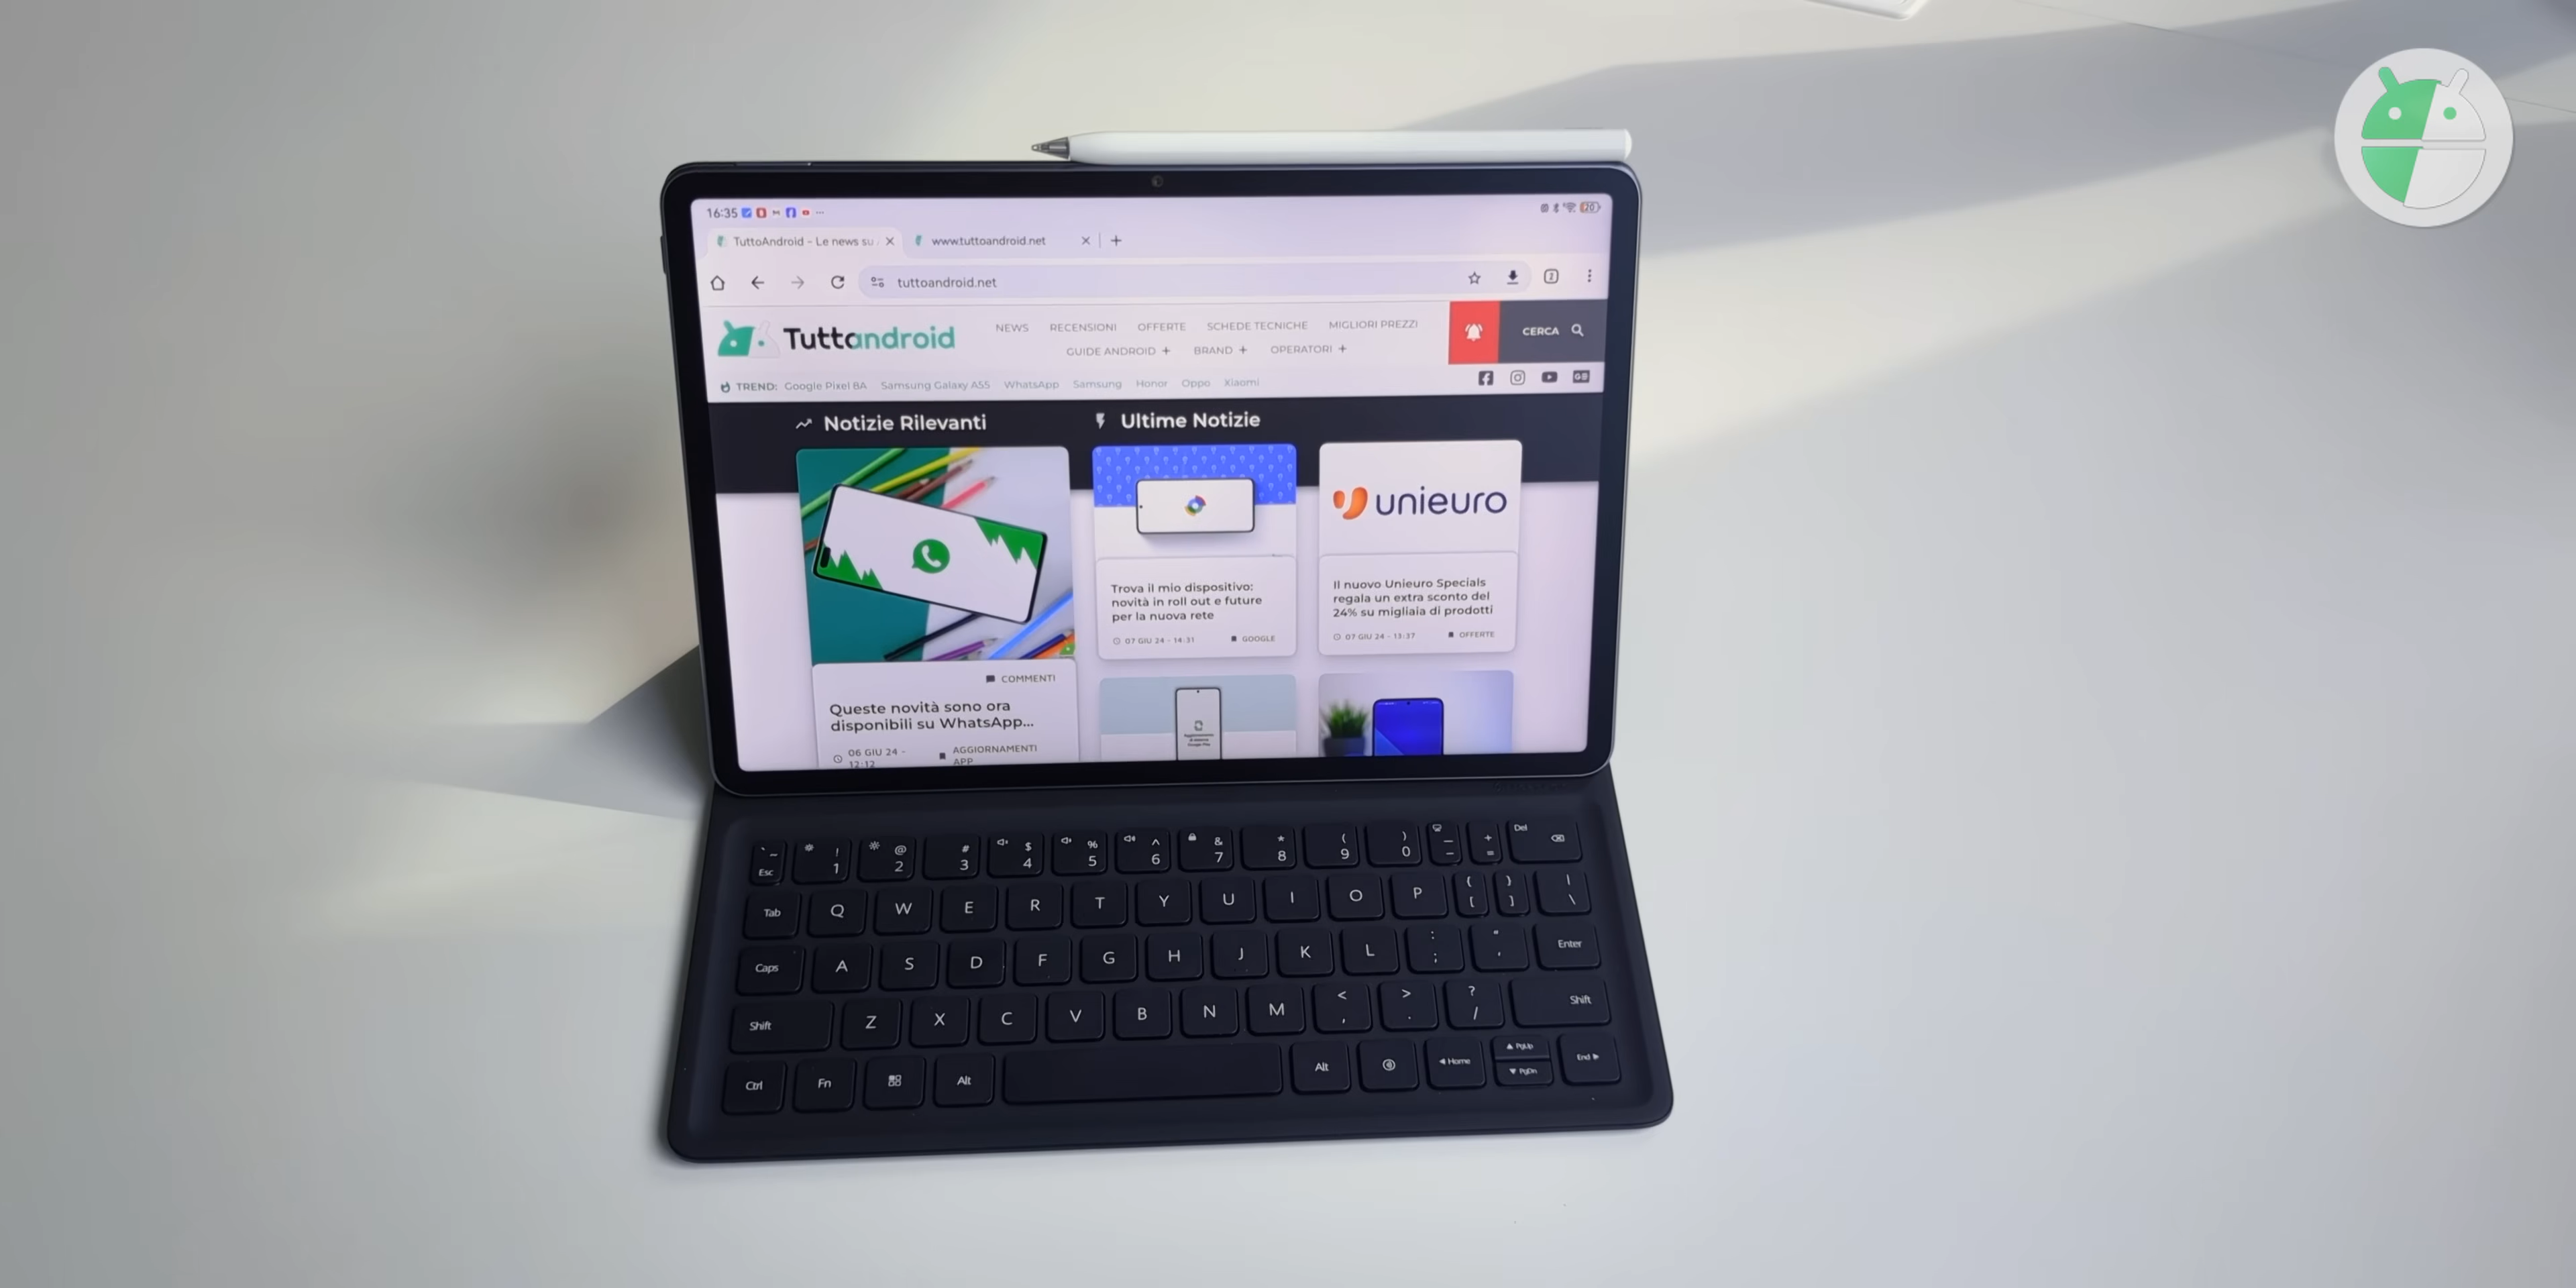 16:35
20
TuttoAndroid - Le news su
www.tuttoandroid.net
tuttoandroid.net
2
Tuttoandroid
NEWS RECENSIONI OFFERTE SCHEDE TECNICHE MIGLIORI PREZZI
GUIDE ANDROID + BRAND + OPERATORI +
CERCA
TREND: Google Pixel 8A Samsung Galaxy A55 WhatsApp Samsung Honor Oppo Xiaomi
Notizie Rilevanti
Ultime Notizie
unieuro
Trova il mio dispositivo:
novità in roll out e future
per la nuova rete
07 GIU 24 - 14:31 GOOGLE
Il nuovo Unieuro Specials
regala un extra sconto del
24% su migliaia di prodotti
07 GIU 24 - 13:37 OFFERTE
COMMENTI
Queste novità sono ora
disponibili su WhatsApp...
06 GIU 24 -
12:12
AGGIORNAMENTI
APP
` ~ ! @ # $ % ^ & * ( ) _ + Del
Esc 1 2 3 4 5 6 7 8 9 0 - =
Tab Q W E R T Y U I O P { [ } ] | \
Caps A S D F G H J K L : ; " ' Enter
Shift Z X C V B N M < , > . ? / Shift
Ctrl Fn Alt Alt Home PgUp PgDn End